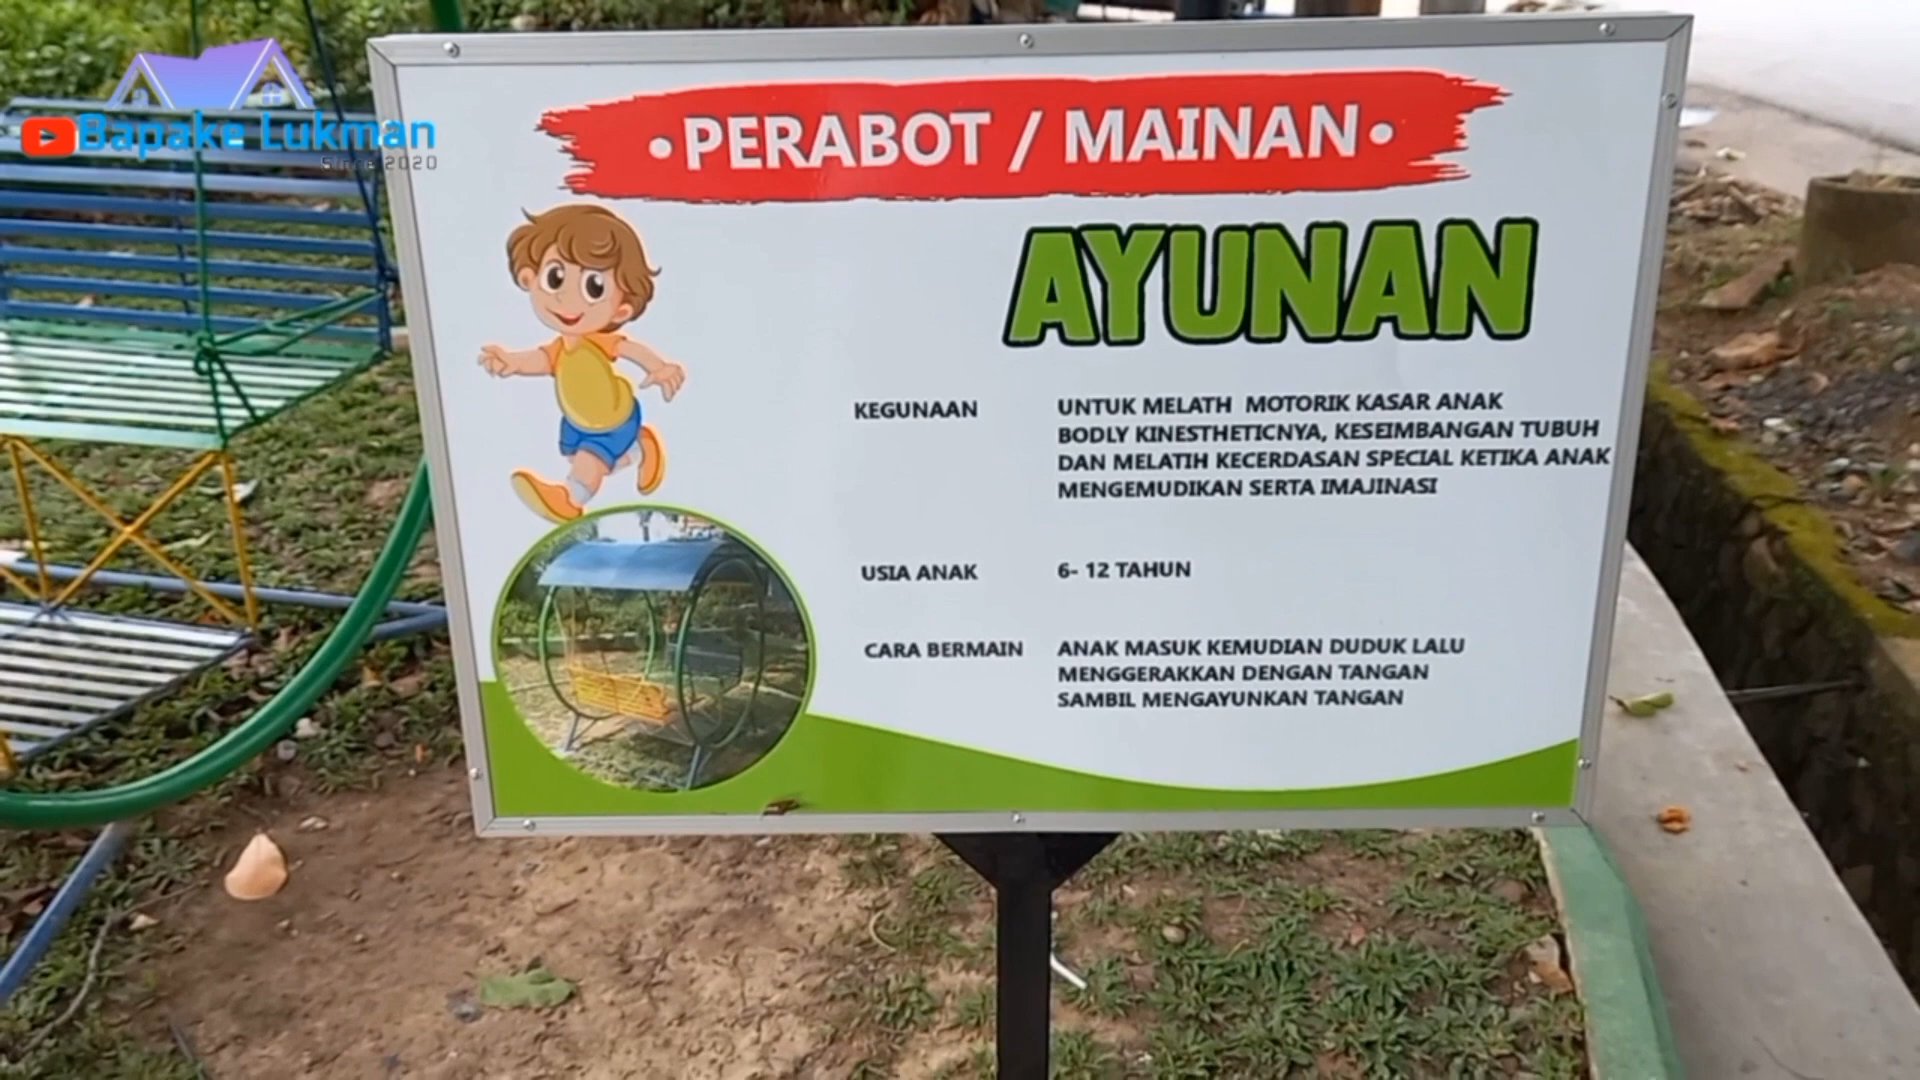 Bapake Lukman
Since 2020
• PERABOT / MAINAN •
AYUNAN
KEGUNAAN
UNTUK MELATH MOTORIK KASAR ANAK
BODLY KINESTHETICNYA, KESEIMBANGAN TUBUH
DAN MELATIH KECERDASAN SPECIAL KETIKA ANAK
MENGEMUDIKAN SERTA IMAJINASI
USIA ANAK
6- 12 TAHUN
CARA BERMAIN
ANAK MASUK KEMUDIAN DUDUK LALU
MENGGERAKKAN DENGAN TANGAN
SAMBIL MENGAYUNKAN TANGAN